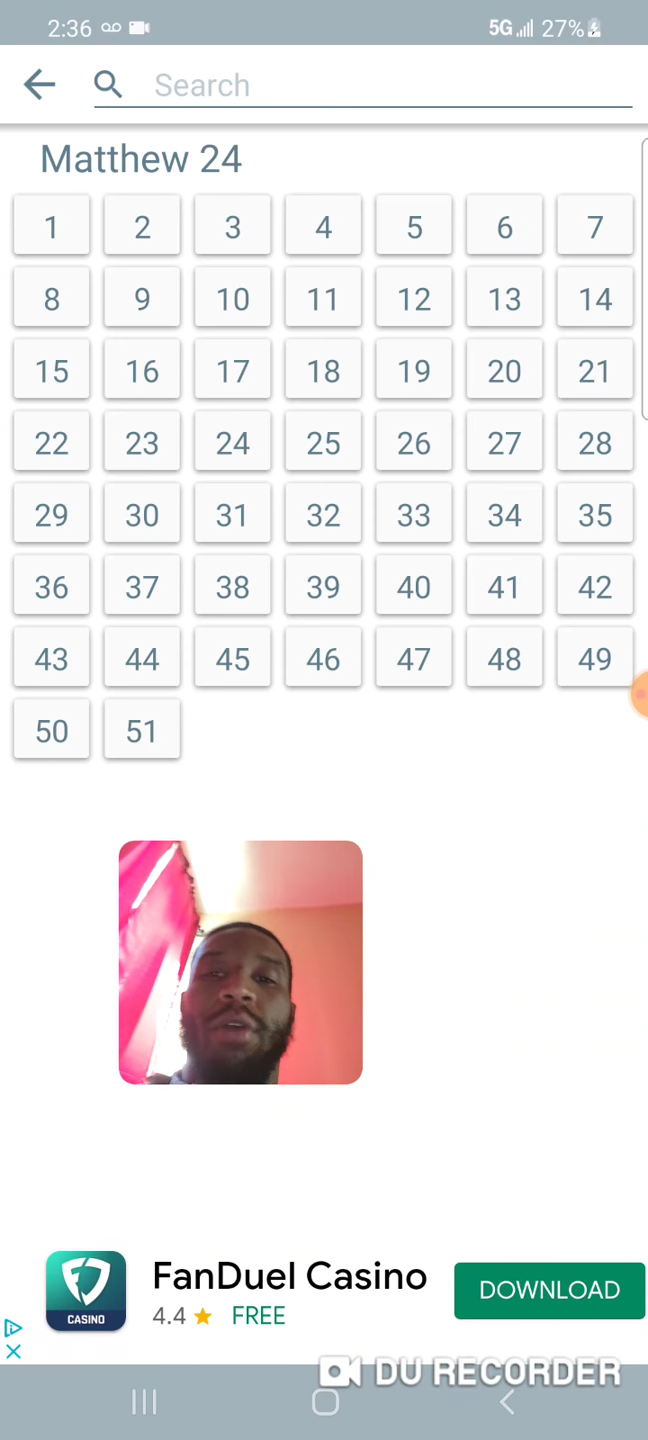 2:36 5G 27%
Search
Matthew 24
1 2 3 4 5 6 7
8 9 10 11 12 13 14
15 16 17 18 19 20 21
22 23 24 25 26 27 28
29 30 31 32 33 34 35
36 37 38 39 40 41 42
43 44 45 46 47 48 49
50 51
FanDuel Casino
4.4 FREE
DOWNLOAD
CASINO
DU RECORDER